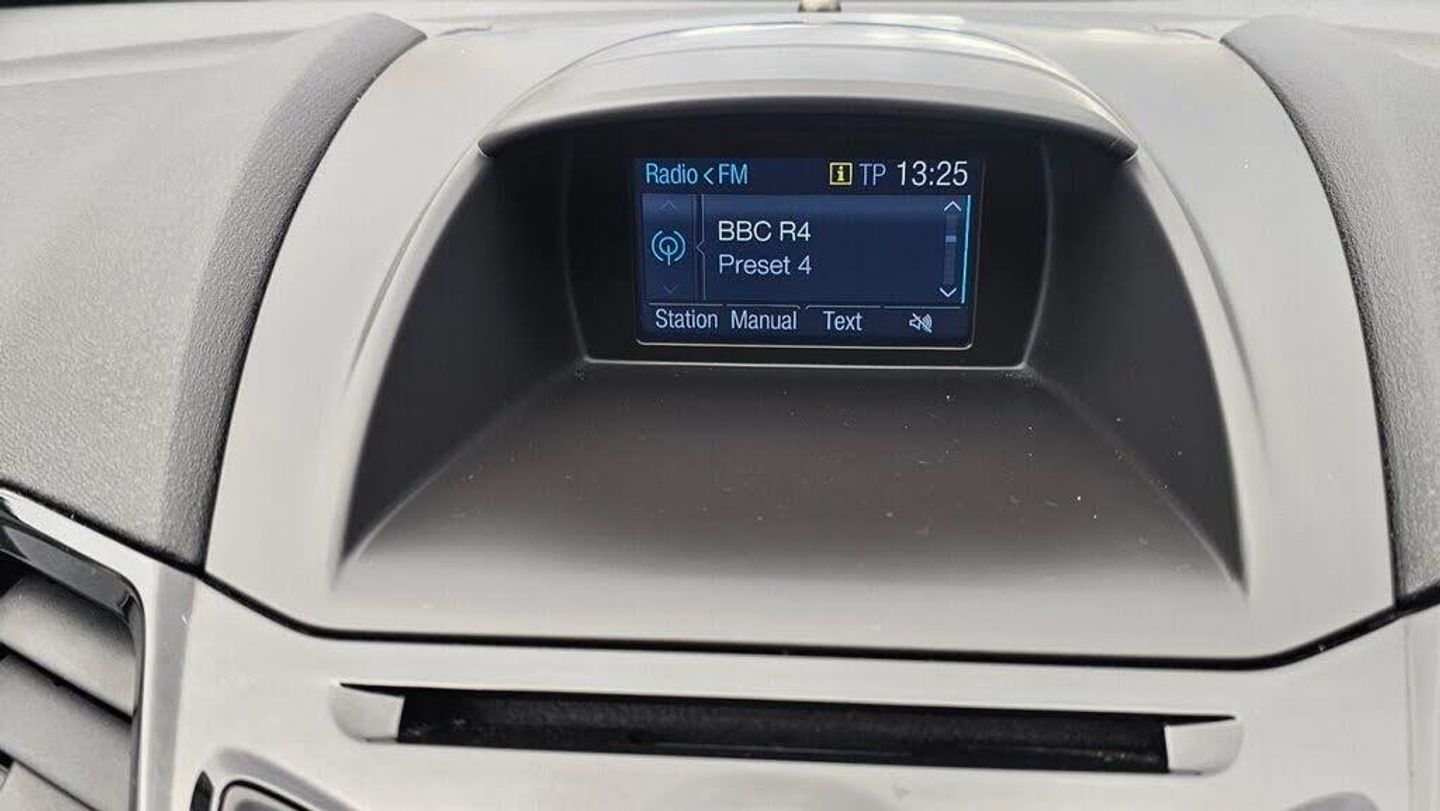 Radio < FM i TP 13:25
BBC R4
Preset 4
Station Manual Text